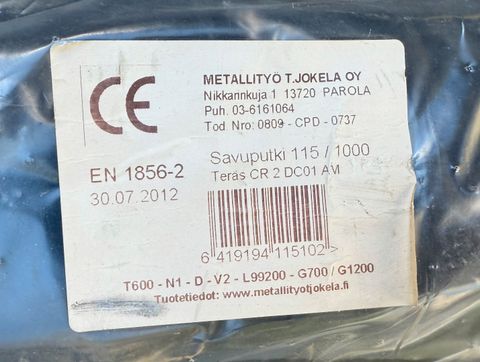 CE
METALLITYÖ T.JOKELA OY
Nikkarinkuja 1 13720 PAROLA
Puh. 03-6161064
Tod. Nro: 0809 - CPD - 0737
EN 1856-2
30.07.2012
Savuputki 115 / 1000
Teräs CR 2 DC01 AM
6 419194 115102 >
T600 - N1 - D - V2 - L99200 - G700 / G1200
Tuotetiedot: www.metallityotjokela.fi